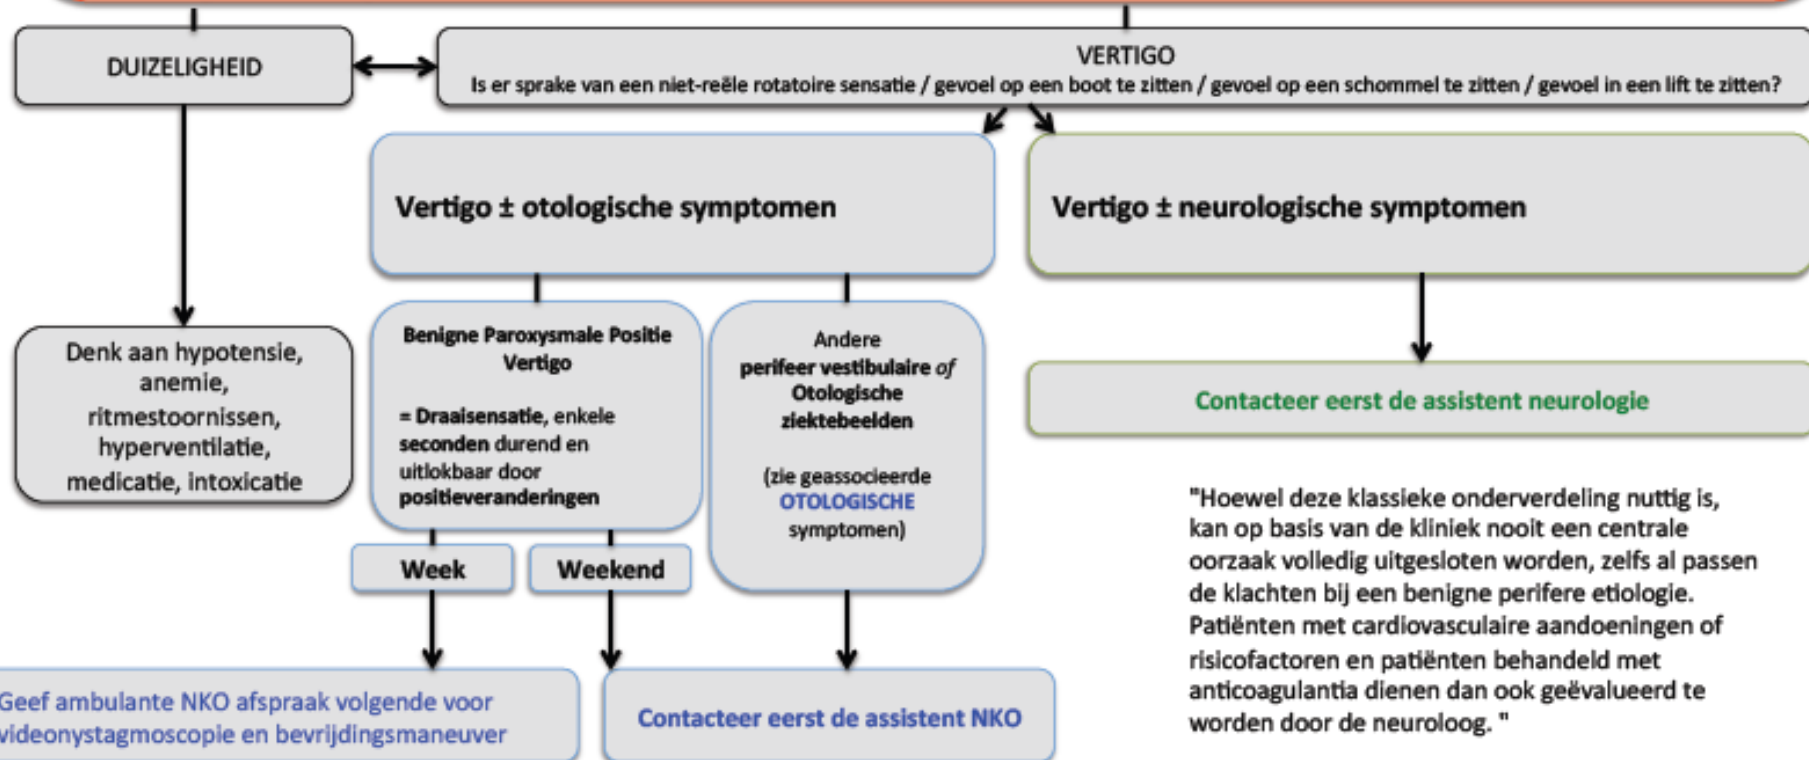 DUIZELIGHEID
VERTIGO
Is er sprake van een niet-reële rotatoire sensatie / gevoel op een boot te zitten / gevoel op een schommel te zitten / gevoel in een lift te zitten?
Vertigo ± otologische symptomen
Vertigo ± neurologische symptomen
Denk aan hypotensie,
anemie,
ritmestoornissen,
hyperventilatie,
medicatie, intoxicatie
Benigne Paroxysmale Positie
Vertigo
= Draaisensatie, enkele
seconden durend en
uitlokbaar door
positieveranderingen
Andere
perifeer vestibulaire of
Otologische
ziektebeelden
(zie geassocieerde
OTOLOGISCHE
symptomen)
Contacteer eerst de assistent neurologie
Week
Weekend
Geef ambulante NKO afspraak volgende voor
videonystagmoscopie en bevrijdingsmaneuver
Contacteer eerst de assistent NKO
"Hoewel deze klassieke onderverdeling nuttig is,
kan op basis van de kliniek nooit een centrale
oorzaak volledig uitgesloten worden, zelfs al passen
de klachten bij een benigne perifere etiologie.
Patiënten met cardiovasculaire aandoeningen of
risicofactoren en patiënten behandeld met
anticoagulantia dienen dan ook geëvalueerd te
worden door de neuroloog. "